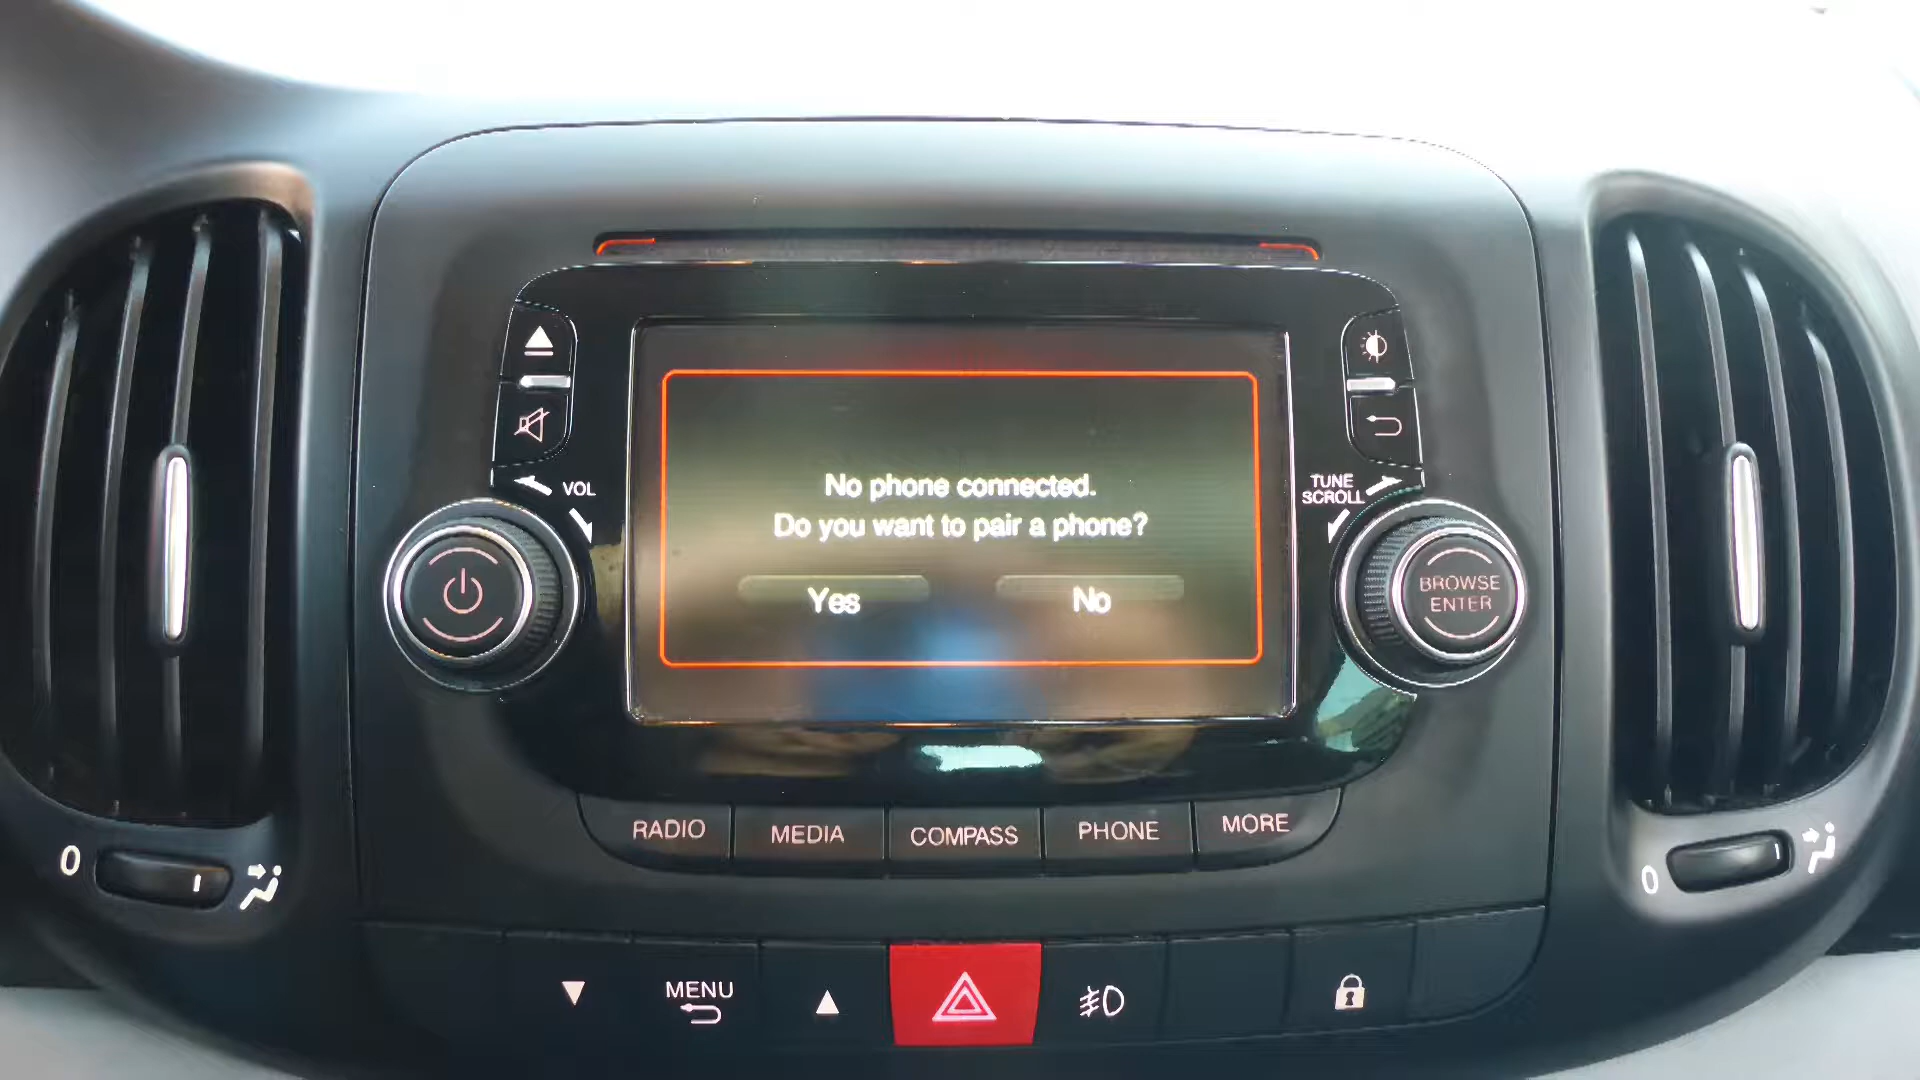 VOL
TUNE
SCROLL
No phone connected.
Do you want to pair a phone?
Yes
No
BROWSE
ENTER
RADIO
MEDIA
COMPASS
PHONE
MORE
0
0
MENU